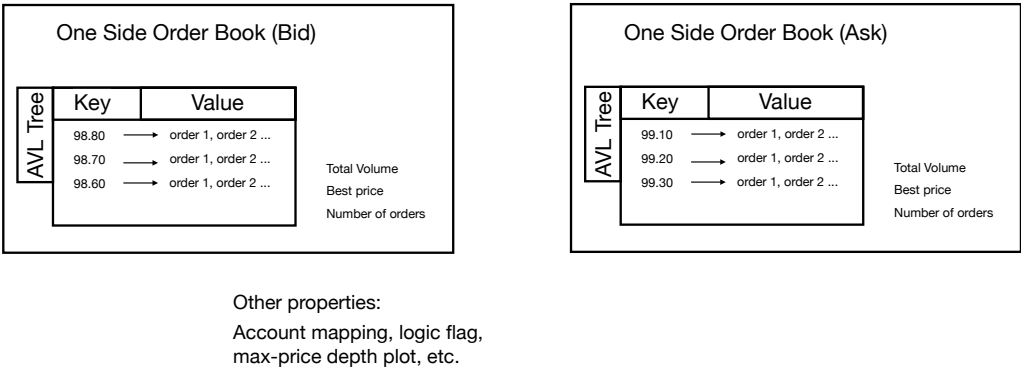 One Side Order Book (Bid)
AVL Tree
Key Value
98.80 order 1, order 2 ...
98.70 order 1, order 2 ...
98.60 order 1, order 2 ...
Total Volume
Best price
Number of orders
One Side Order Book (Ask)
AVL Tree
Key Value
99.10 order 1, order 2 ...
99.20 order 1, order 2 ...
99.30 order 1, order 2 ...
Total Volume
Best price
Number of orders
Other properties:
Account mapping, logic flag,
max-price depth plot, etc.